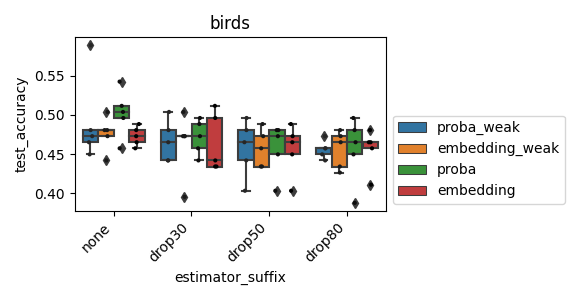 birds
test_accuracy
0.55
0.50
0.45
0.40
none
drop30
drop50
drop80
estimator_suffix
proba_weak
embedding_weak
proba
embedding